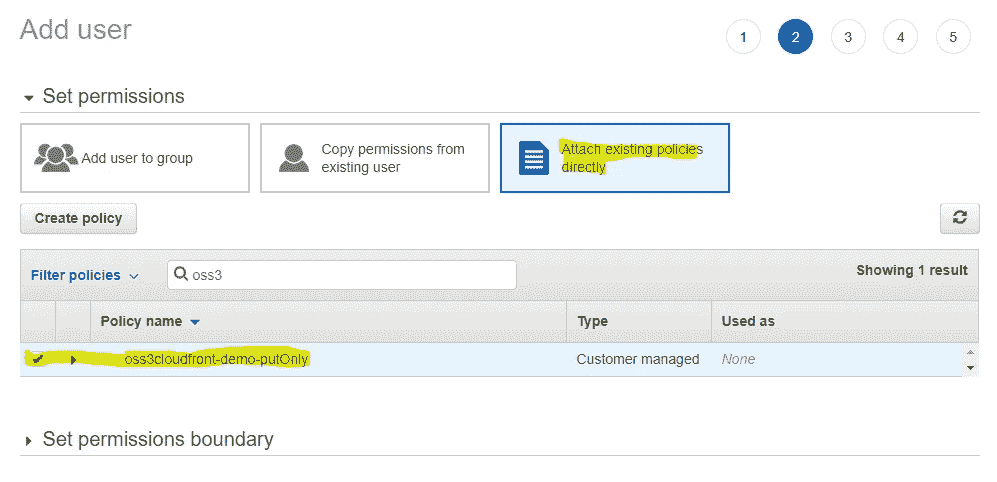 Add user
1 2 3 4 5
Set permissions
Add user to group
Copy permissions from
existing user
Attach existing policies
directly
Create policy
Filter policies
oss3
Showing 1 result
Policy name Type Used as
oss3cloudfront-demo-putOnly Customer managed None
Set permissions boundary